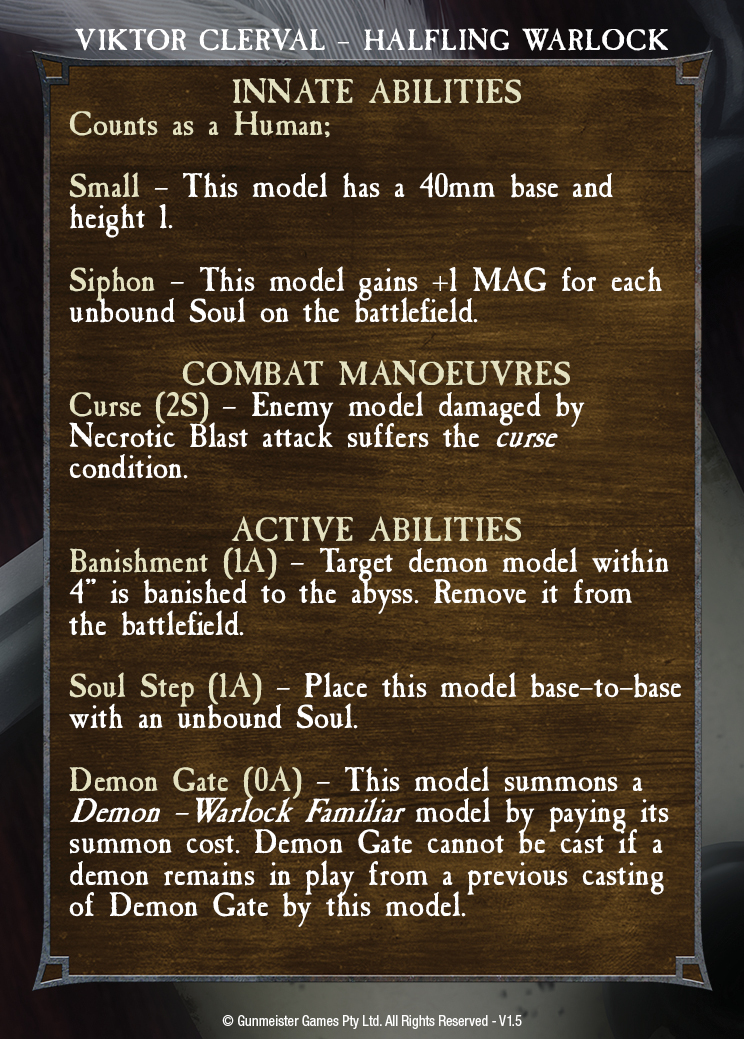 VIKTOR CLERVAL – HALFLING WARLOCK
INNATE ABILITIES
Counts as a Human;
Small – This model has a 40mm base and
height 1.
Siphon – This model gains +1 MAG for each
unbound Soul on the battlefield.
COMBAT MANOEUVRES
Curse (2S) – Enemy model damaged by
Necrotic Blast attack suffers the curse
condition.
ACTIVE ABILITIES
Banishment (1A) – Target demon model within
4” is banished to the abyss. Remove it from
the battlefield.
Soul Step (1A) – Place this model base-to-base
with an unbound Soul.
Demon Gate (0A) – This model summons a
Demon –Warlock Familiar model by paying its
summon cost. Demon Gate cannot be cast if a
demon remains in play from a previous casting
of Demon Gate by this model.
© Gunmeister Games Pty Ltd. All Rights Reserved - V1.5